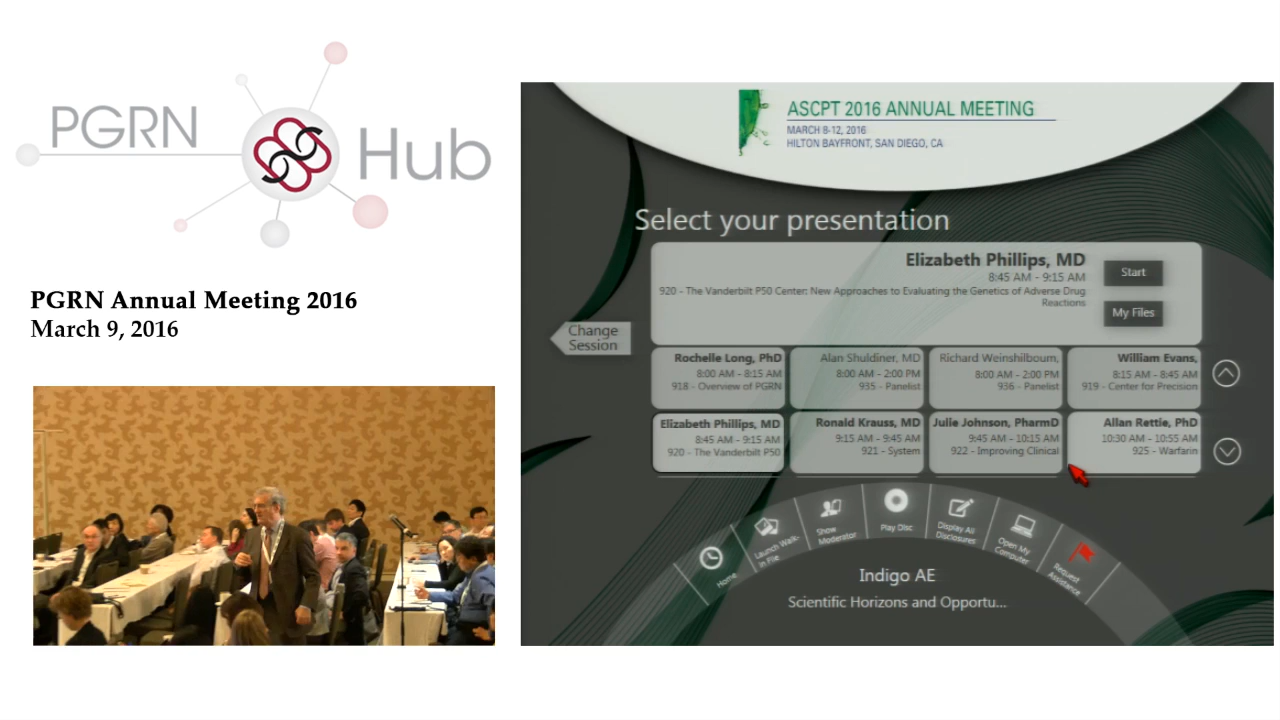 PGRN
Hub
PGRN Annual Meeting 2016
March 9, 2016
ASCPT 2016 ANNUAL MEETING
MARCH 8-12, 2016
HILTON BAYFRONT, SAN DIEGO, CA
Select your presentation
Elizabeth Phillips, MD
8:45 AM - 9:15 AM
920 - The Vanderbilt P50 Center: New Approaches to Evaluating the Genetics of Adverse Drug
Reactions
Start
My Files
Change
Session
Rochelle Long, PhD
8:00 AM - 8:15 AM
918 - Overview of PGRN
Alan Shuldiner, MD
8:00 AM - 2:00 PM
935 - Panelist
Richard Weinshilboum,
8:00 AM - 2:00 PM
936 - Panelist
William Evans,
8:15 AM - 8:45 AM
919 - Center for Precision
Elizabeth Phillips, MD
8:45 AM - 9:15 AM
920 - The Vanderbilt P50
Ronald Krauss, MD
9:15 AM - 9:45 AM
921 - System
Julie Johnson, PharmD
9:45 AM - 10:15 AM
922 - Improving Clinical
Allan Rettie, PhD
10:30 AM - 10:55 AM
925 - Warfarin
Home
Launch Walk-
in File
Show
Moderator
Play Disc
Display All
Disclosures
Open My
Computer
Request
Assistance
Indigo AE
Scientific Horizons and Opportu...